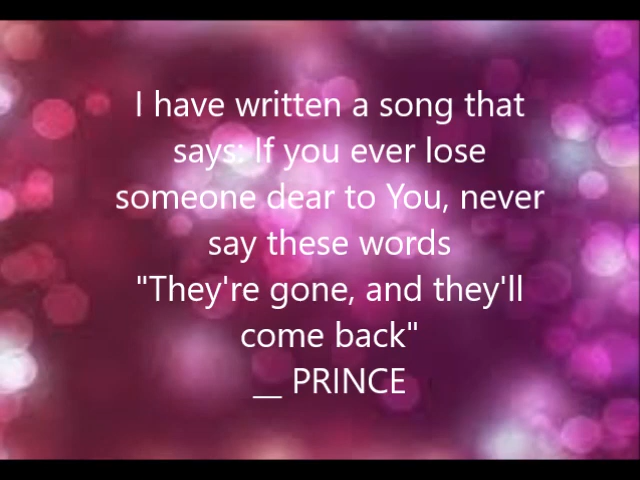 I have written a song that
says: If you ever lose
someone dear to You, never
say these words
"They're gone, and they'll
come back"
__ PRINCE